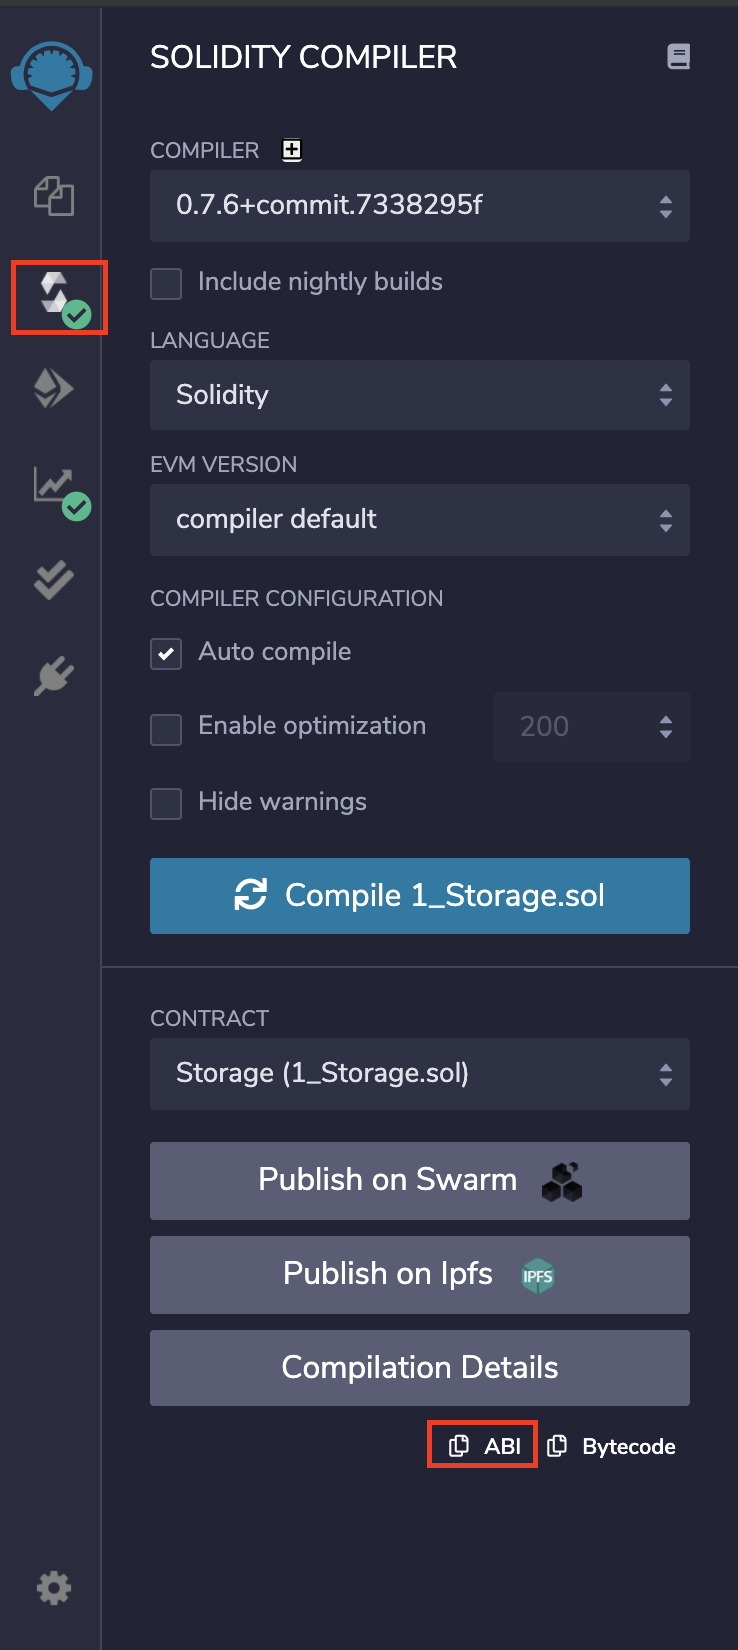 SOLIDITY COMPILER
COMPILER
0.7.6+commit.7338295f
Include nightly builds
LANGUAGE
Solidity
EVM VERSION
compiler default
COMPILER CONFIGURATION
Auto compile
Enable optimization 200
Hide warnings
Compile 1_Storage.sol
CONTRACT
Storage (1_Storage.sol)
Publish on Swarm
Publish on Ipfs IPFS
Compilation Details
ABI Bytecode